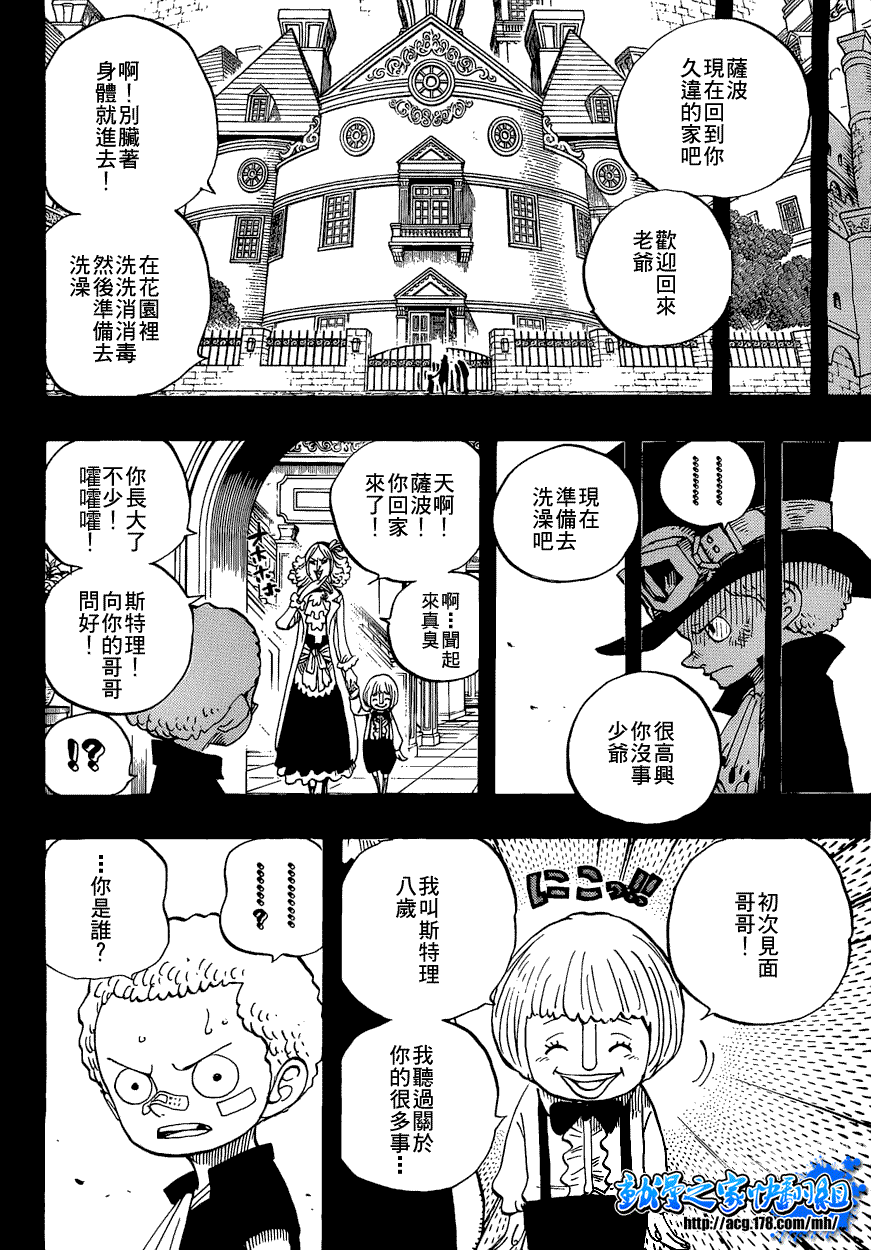 薩波
現在回到你
久違的家吧
歡迎回來
老爺
啊！別臟著
身體就進去！
在花園裡
洗洗消消毒
然後準備去
洗澡
………
現在
準備去
洗澡吧
很高興
你沒事
少爺
天啊！
薩波！
你回家
來了！
啊…聞起
來真臭
オホホホ
你長大了
不少！
嚯嚯嚯！
斯特理！
向你的哥哥
問好！
!?
初次見面
哥哥！
にこっ!!
我叫斯特理
八歲
我聽過關於
你的很多事…
………
………？
…你是誰？
動漫之家快翻組
http://acg.178.com/mh/